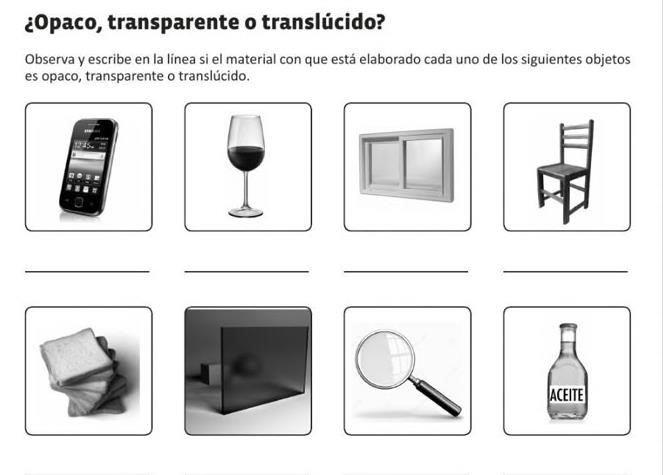 ¿Opaco, transparente o translúcido?
Observa y escribe en la línea si el material con que está elaborado cada uno de los siguientes objetos
es opaco, transparente o translúcido.
ACEITE